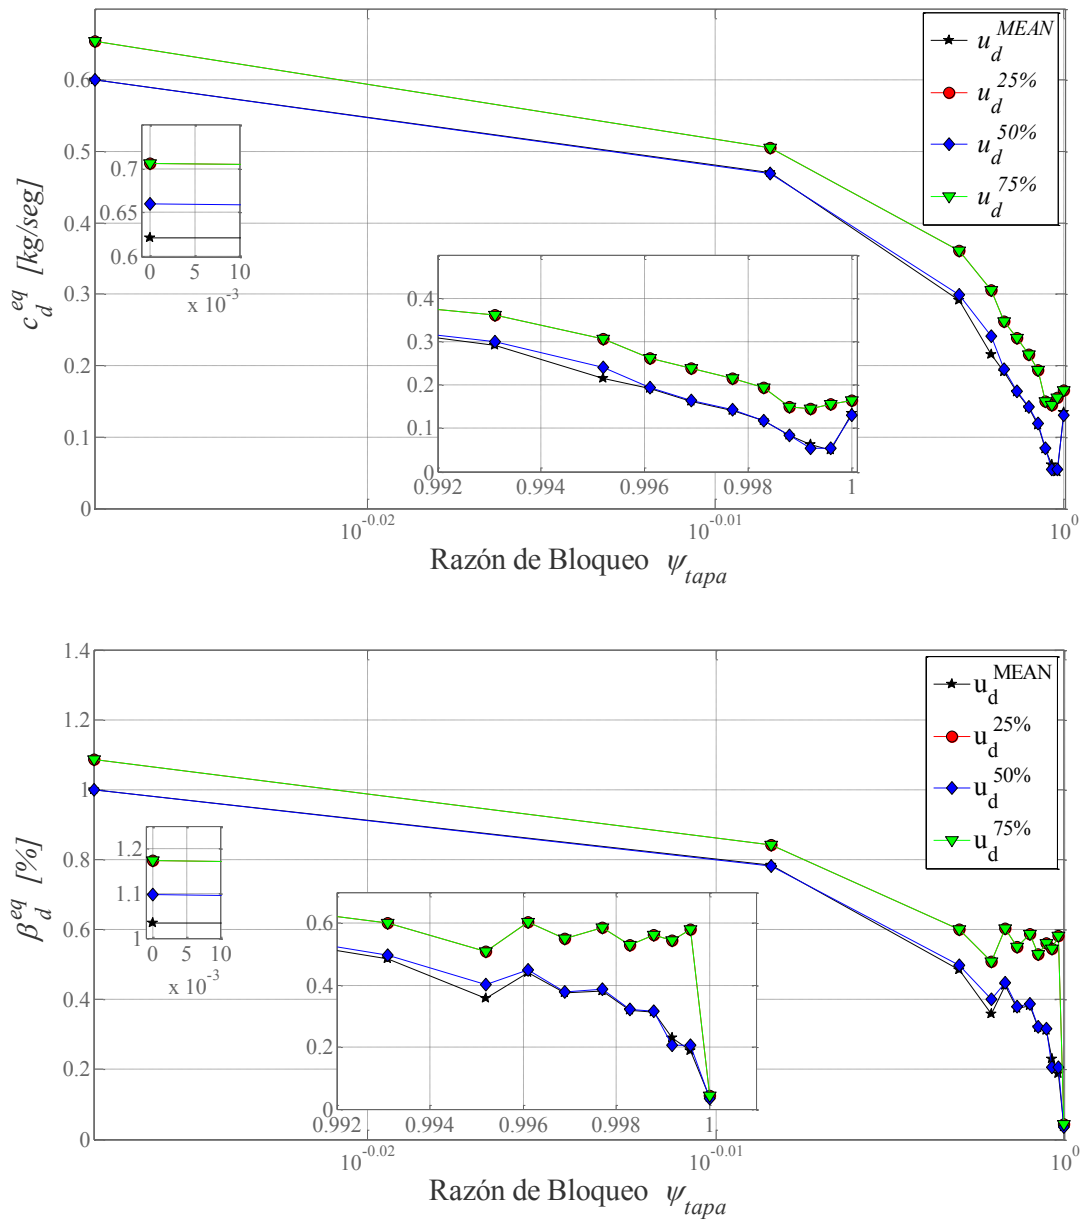 u_d^MEAN
u_d^25%
u_d^50%
u_d^75%
0.6
0.5
0.4
0.3
0.2
0.1
0
0.7
0.65
0.6
0 5 10
x 10^-3
0.4
0.3
0.2
0.1
0
0.992 0.994 0.996 0.998 1
10^-0.02 10^-0.01 10^0
c_d^eq [kg/seg]
Razón de Bloqueo ψ_tapa
u_d^MEAN
u_d^25%
u_d^50%
u_d^75%
1.4
1.2
1
0.8
0.6
0.4
0.2
0
1.2
1.1
1
0 5 10
x 10^-3
0.6
0.4
0.2
0
0.992 0.994 0.996 0.998 1
10^-0.02 10^-0.01 10^0
β_d^eq [%]
Razón de Bloqueo ψ_tapa